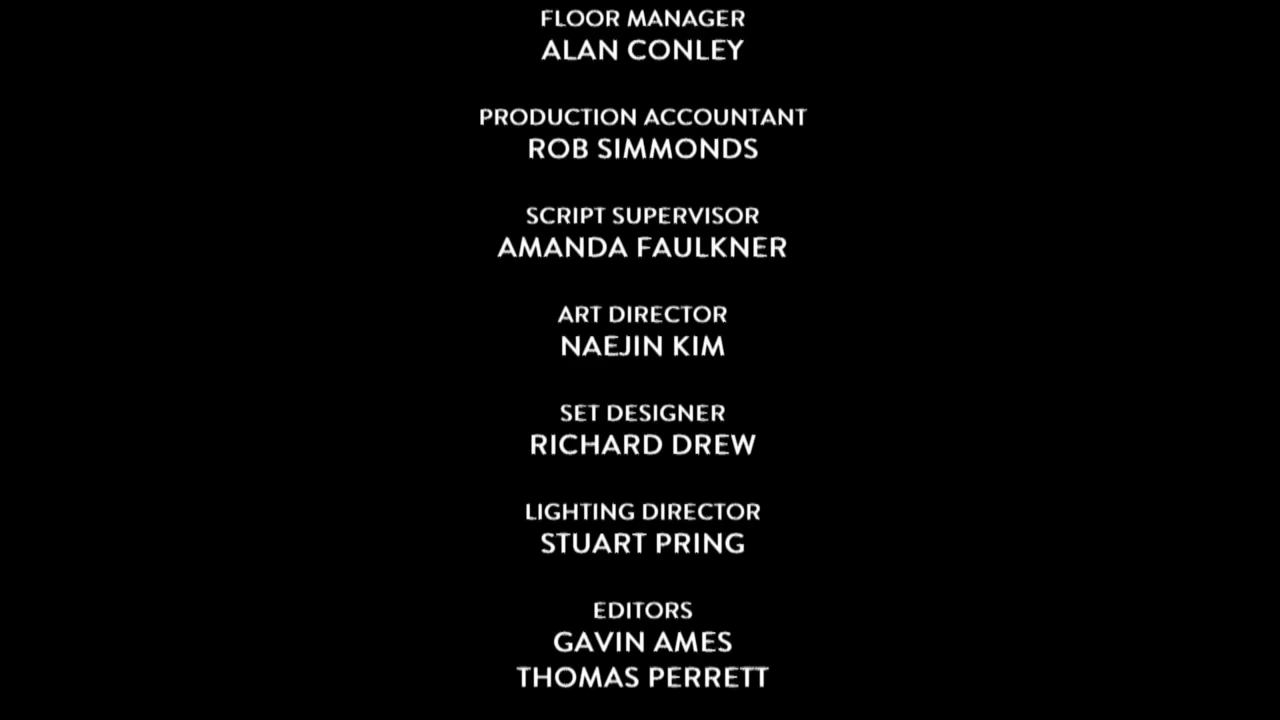 FLOOR MANAGER
ALAN CONLEY
PRODUCTION ACCOUNTANT
ROB SIMMONDS
SCRIPT SUPERVISOR
AMANDA FAULKNER
ART DIRECTOR
NAEJIN KIM
SET DESIGNER
RICHARD DREW
LIGHTING DIRECTOR
STUART PRING
EDITORS
GAVIN AMES
THOMAS PERRETT